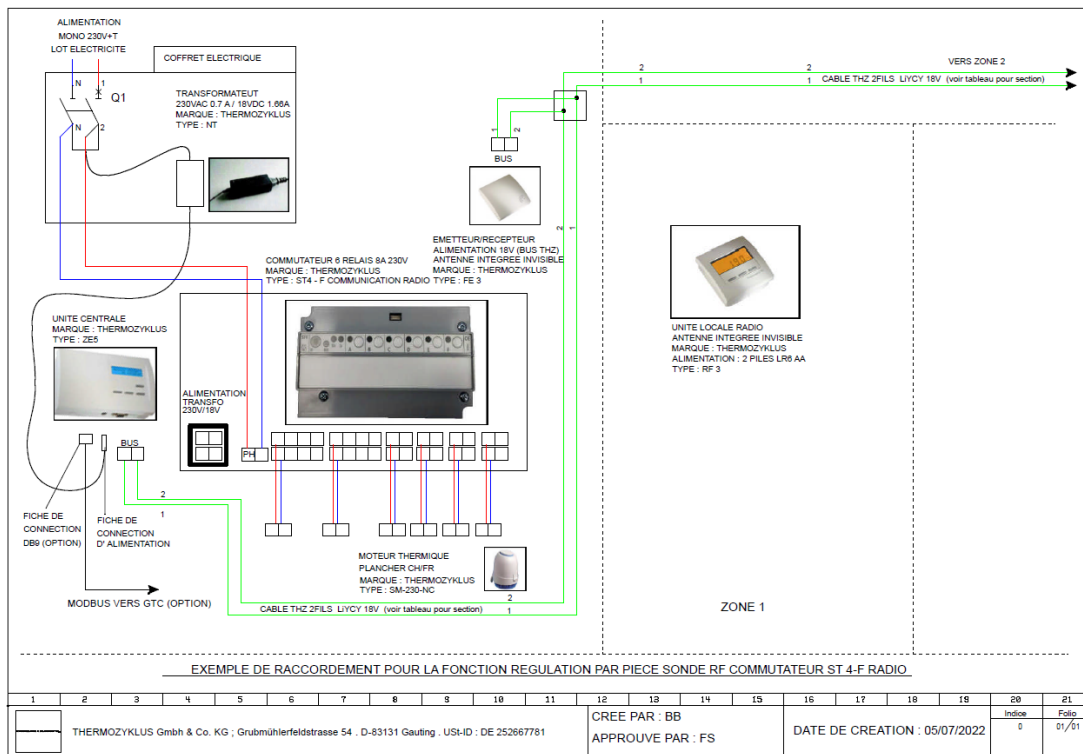 ALIMENTATION
MONO 230V+T
LOT ELECTRICITE
COFFRET ELECTRIQUE
N
1
Q1
N
2
TRANSFORMATEUT
230VAC 0.7 A / 18VDC 1.66A
MARQUE : THERMOZYKLUS
TYPE : NT
2
2
2
VERS ZONE 2
1
1
1
CABLE THZ 2FILS LiYCY 18V (voir tableau pour section)
1
2
BUS
2
1
EMETTEUR/RECEPTEUR
ALIMENTATION 18V (BUS THZ)
ANTENNE INTEGREE INVISIBLE
MARQUE : THERMOZYKLUS
TYPE : FE 3
COMMUTATEUR 6 RELAIS 8A 230V
MARQUE : THERMOZYKLUS
TYPE : ST4 - F COMMUNICATION RADIO
UNITE CENTRALE
MARQUE : THERMOZYKLUS
TYPE : ZE5
UNITE LOCALE RADIO
ANTENNE INTEGREE INVISIBLE
MARQUE : THERMOZYKLUS
ALIMENTATION : 2 PILES LR6 AA
TYPE : RF 3
ALIMENTATION
TRANSFO
230V/18V
PH
BUS
2
1
FICHE DE
CONNECTION
DB9 (OPTION)
FICHE DE
CONNECTION
D' ALIMENTATION
MODBUS VERS GTC (OPTION)
MOTEUR THERMIQUE
PLANCHER CH/FR
MARQUE : THERMOZYKLUS
TYPE : SM-230-NC
2
CABLE THZ 2FILS LiYCY 18V (voir tableau pour section)
1
ZONE 1
EXEMPLE DE RACCORDEMENT POUR LA FONCTION REGULATION PAR PIECE SONDE RF COMMUTATEUR ST 4-F RADIO
1 2 3 4 5 6 7 8 9 10 11 12 13 14 15 16 17 18 19 20 21
THERMOZYKLUS Gmbh & Co. KG ; Grubmühlerfeldstrasse 54 . D-83131 Gauting . USt-ID : DE 252667781
CREE PAR : BB
APPROUVE PAR : FS
DATE DE CREATION : 05/07/2022
Indice
0
Folio
01/01